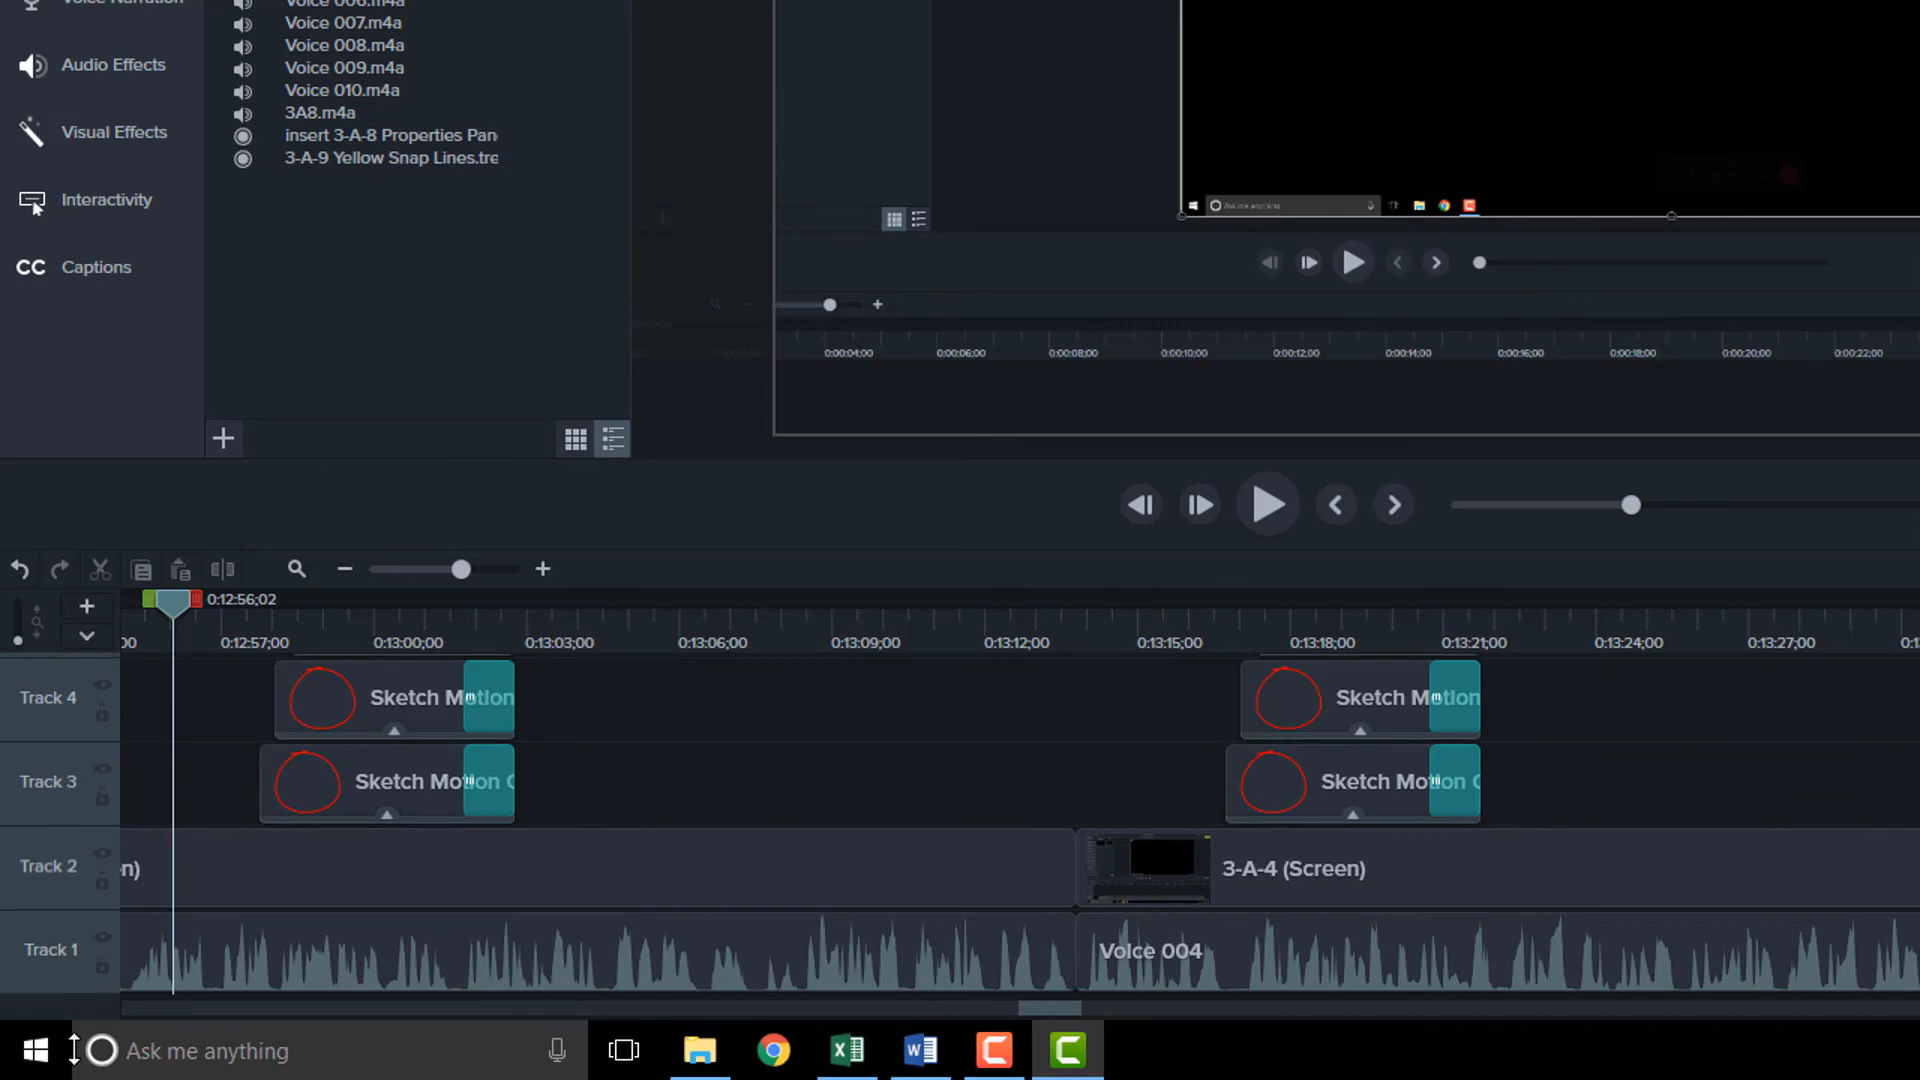 Voice 007.m4a
Voice 008.m4a
Audio Effects
Voice 009.m4a
Voice 010.m4a
3A8.m4a
Visual Effects
insert 3-A-8 Properties Pan
3-A-9 Yellow Snap Lines.tre
Interactivity
Ask me anything
Captions
0:00:04;00
0:00:06;00
0:00:08;00
0:00:10;00
0:00:12;00
0:00:14;00
0:00:16;00
0:00:18;00
0:00:20;00
0:00:22;00
0:12:56;02
00
0:12:57;00
0:13:00;00
0:13:03;00
0:13:06;00
0:13:09;00
0:13:12;00
0:13:15;00
0:13:18;00
0:13:21;00
0:13:24;00
0:13:27;00
0:1
Track 4
Sketch Motion
Sketch Motion
Track 3
Sketch Motion C
Sketch Motion C
Track 2
n)
3-A-4 (Screen)
Track 1
Voice 004
Ask me anything